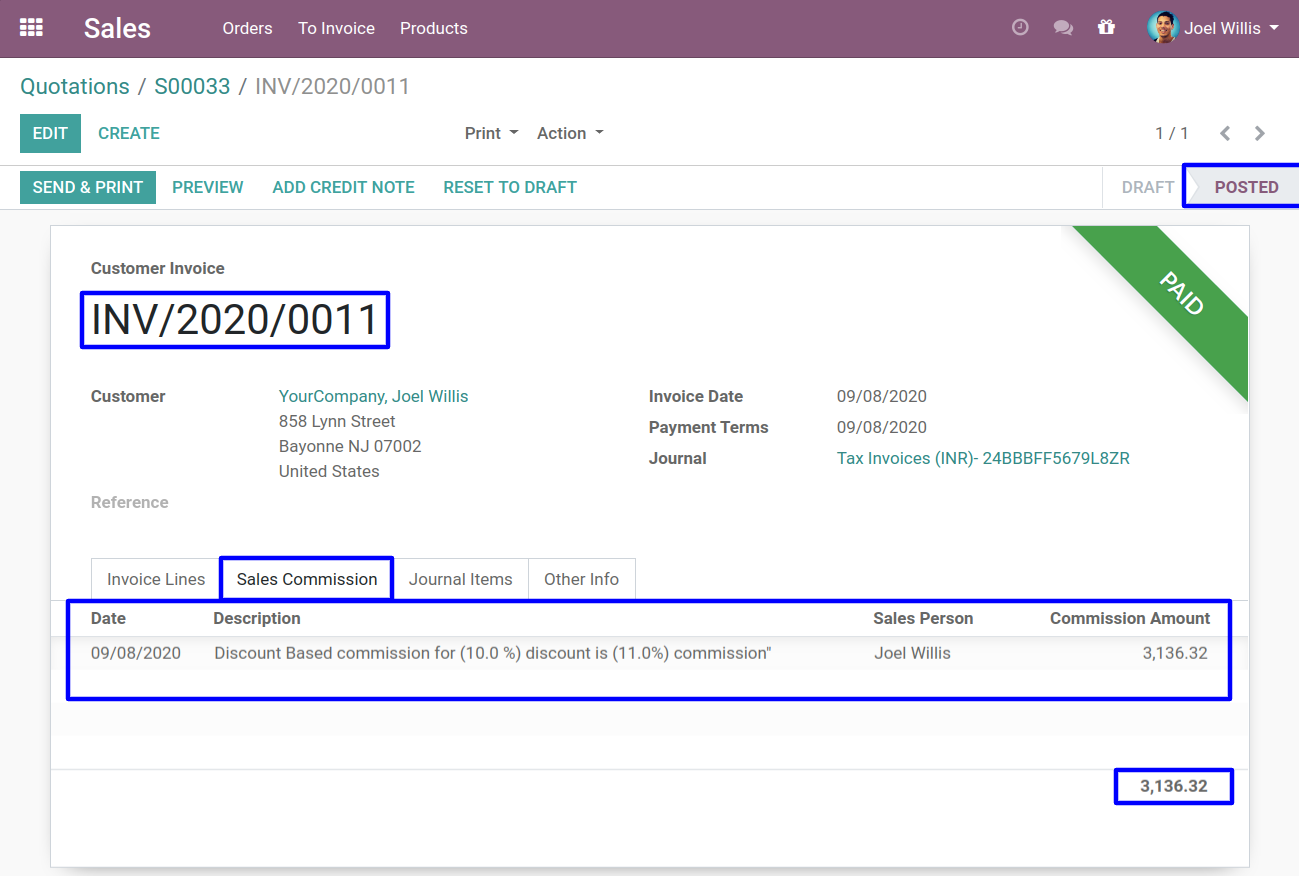 Sales Orders To Invoice Products Joel Willis
Quotations / S00033 / INV/2020/0011
EDIT CREATE Print Action 1 / 1
SEND & PRINT PREVIEW ADD CREDIT NOTE RESET TO DRAFT DRAFT POSTED
PAID
Customer Invoice
INV/2020/0011
Customer YourCompany, Joel Willis Invoice Date 09/08/2020
858 Lynn Street Payment Terms 09/08/2020
Bayonne NJ 07002 Journal Tax Invoices (INR)- 24BBBFF5679L8ZR
United States
Reference
Invoice Lines Sales Commission Journal Items Other Info
Date Description Sales Person Commission Amount
09/08/2020 Discount Based commission for (10.0 %) discount is (11.0%) commission" Joel Willis 3,136.32
3,136.32